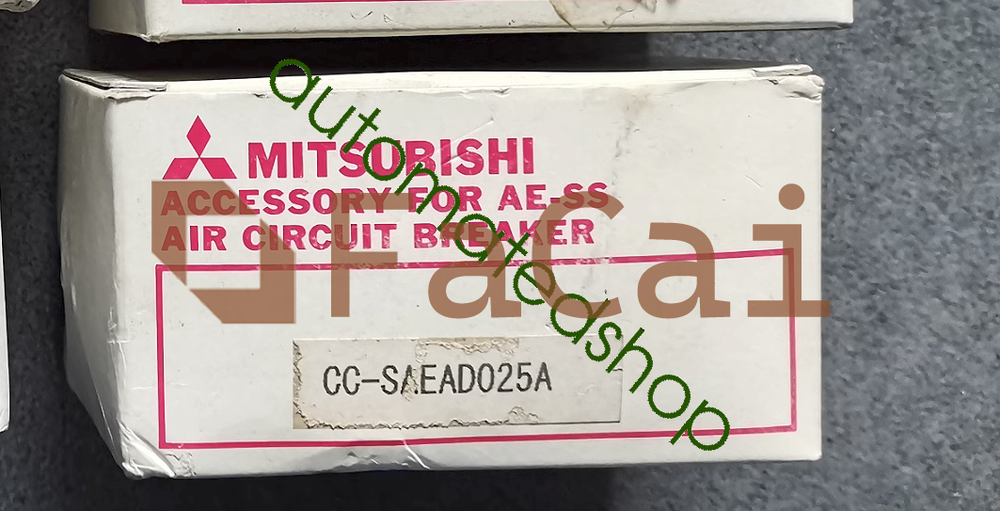 MITSUBISHI
ACCESSORY FOR AE-SS
AIR CIRCUIT BREAKER
CC-SAEAD025A
FaCai
automatedshop